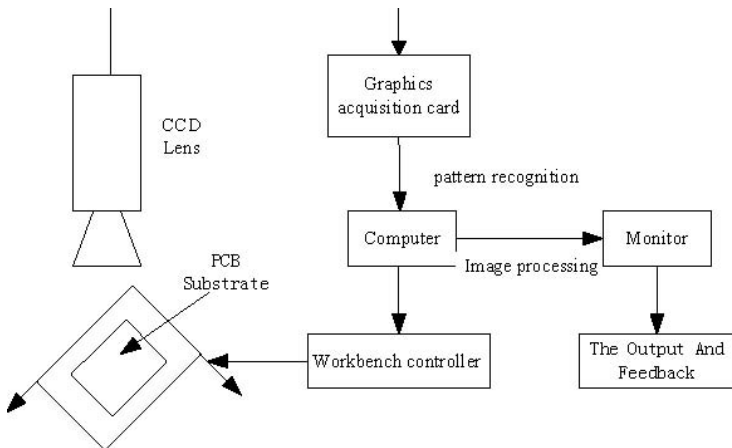 Graphics
acquisition card
CCD
Lens
pattern recognition
Computer
Monitor
Image processing
PCB
Substrate
Workbench controller
The Output And
Feedback